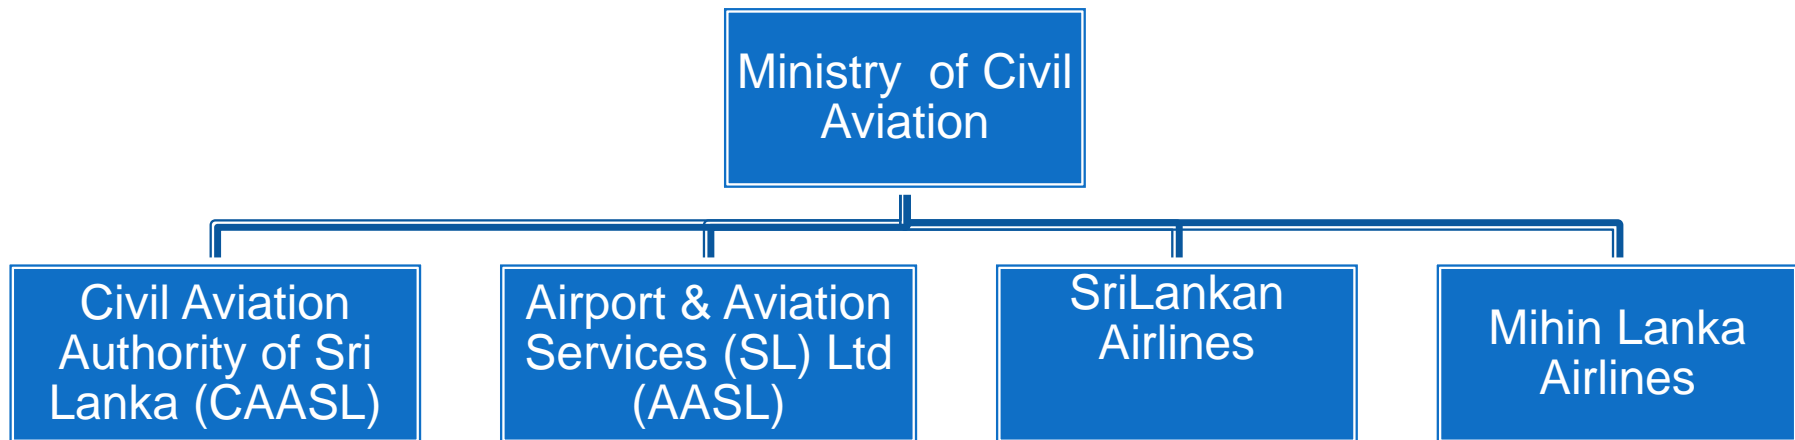 Ministry of Civil
Aviation
Civil Aviation
Authority of Sri
Lanka (CAASL)
Airport & Aviation
Services (SL) Ltd
(AASL)
SriLankan
Airlines
Mihin Lanka
Airlines